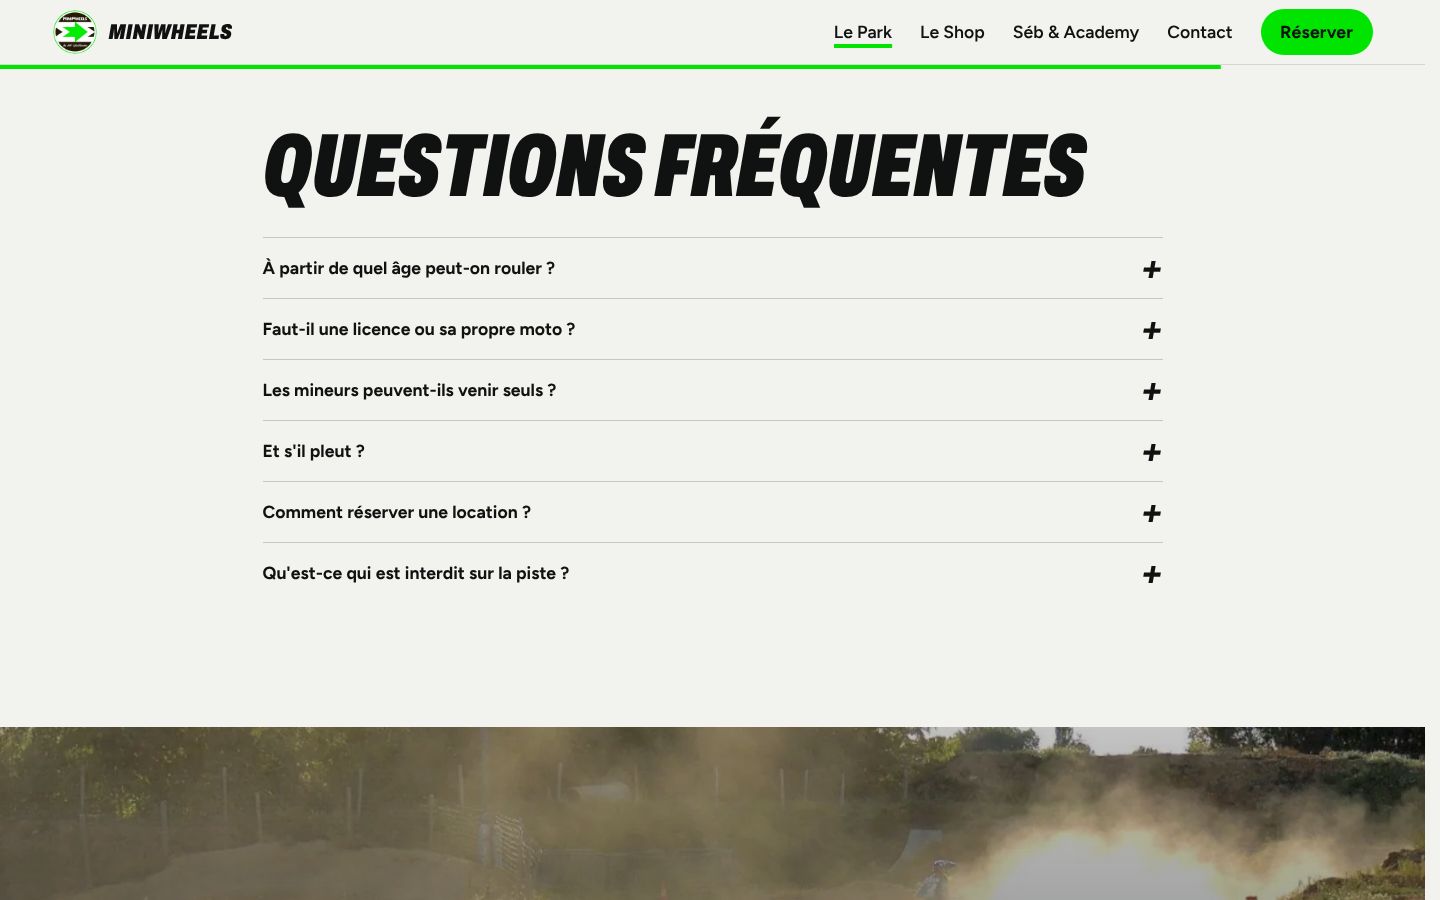 MINIWHEELS
Le Park
Le Shop
Séb & Academy
Contact
Réserver
QUESTIONS FRÉQUENTES
À partir de quel âge peut-on rouler ?
Faut-il une licence ou sa propre moto ?
Les mineurs peuvent-ils venir seuls ?
Et s'il pleut ?
Comment réserver une location ?
Qu'est-ce qui est interdit sur la piste ?